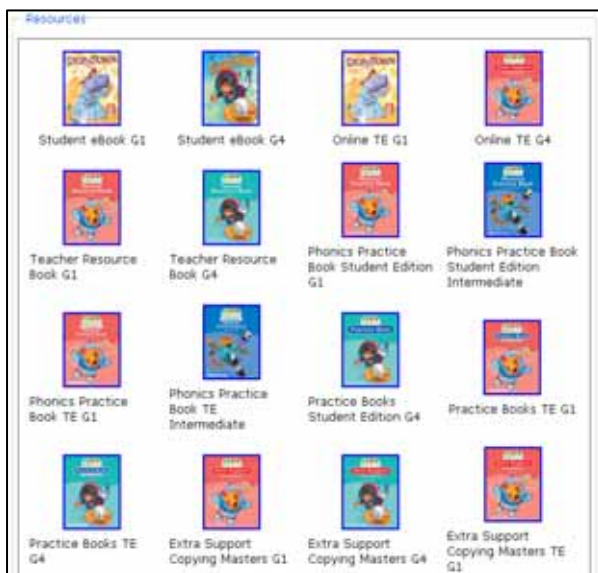 Resources
Student eBook G1
Student eBook G4
Online TE G1
Online TE G4
Teacher Resource
Book G1
Teacher Resource
Book G4
Phonics Practice
Book Student Edition
G1
Phonics Practice Book
Student Edition
Intermediate
Phonics Practice
Book TE G1
Phonics Practice
Book TE
Intermediate
Practice Books
Student Edition G4
Practice Books TE G1
Practice Books TE
G4
Extra Support
Copying Masters G1
Extra Support
Copying Masters G4
Extra Support
Copying Masters TE
G1